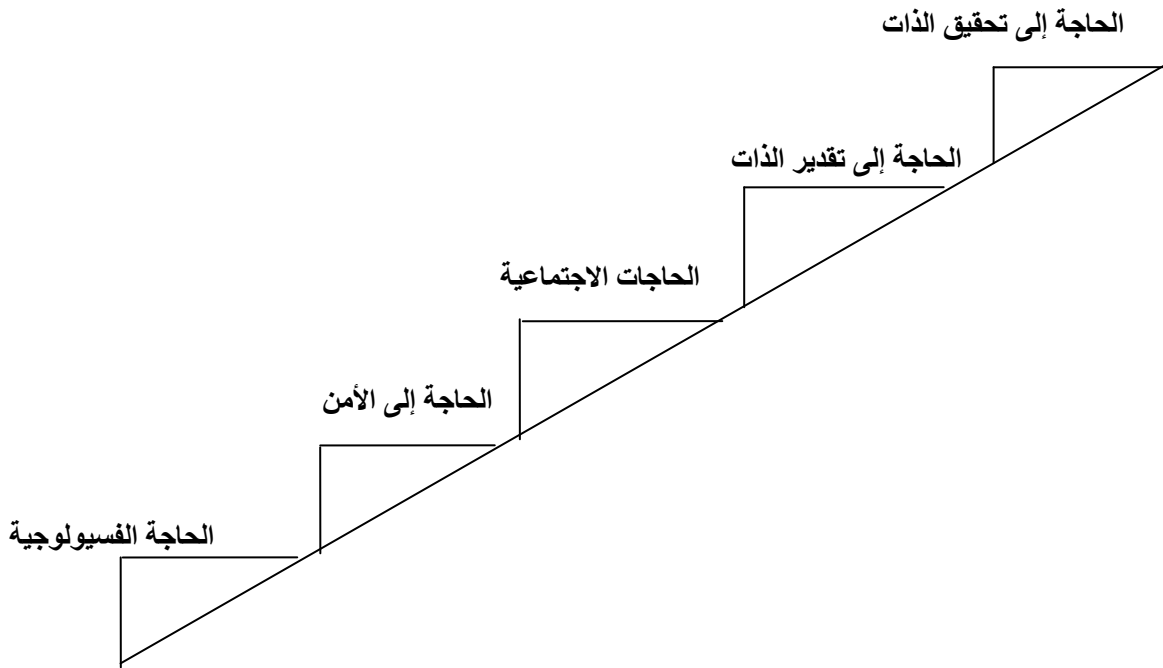 الحاجة إلى تحقيق الذات
الحاجة إلى تقدير الذات
الحاجات الاجتماعية
الحاجة إلى الأمن
الحاجة الفسيولوجية